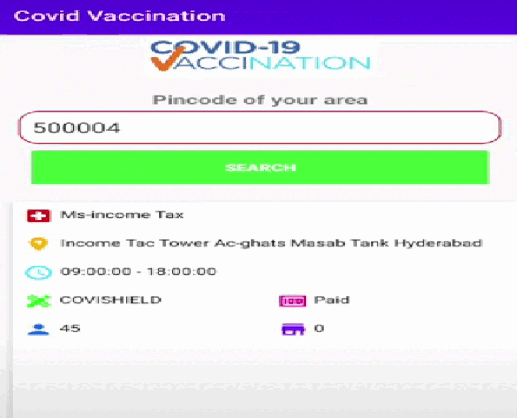 Covid Vaccination
COVID-19
VACCINATION
Pincode of your area
500004
SEARCH
Ms-income Tax
Income Tac Tower Ac-ghats Masab Tank Hyderabad
09:00:00 - 18:00:00
COVISHIELD Paid
45 0